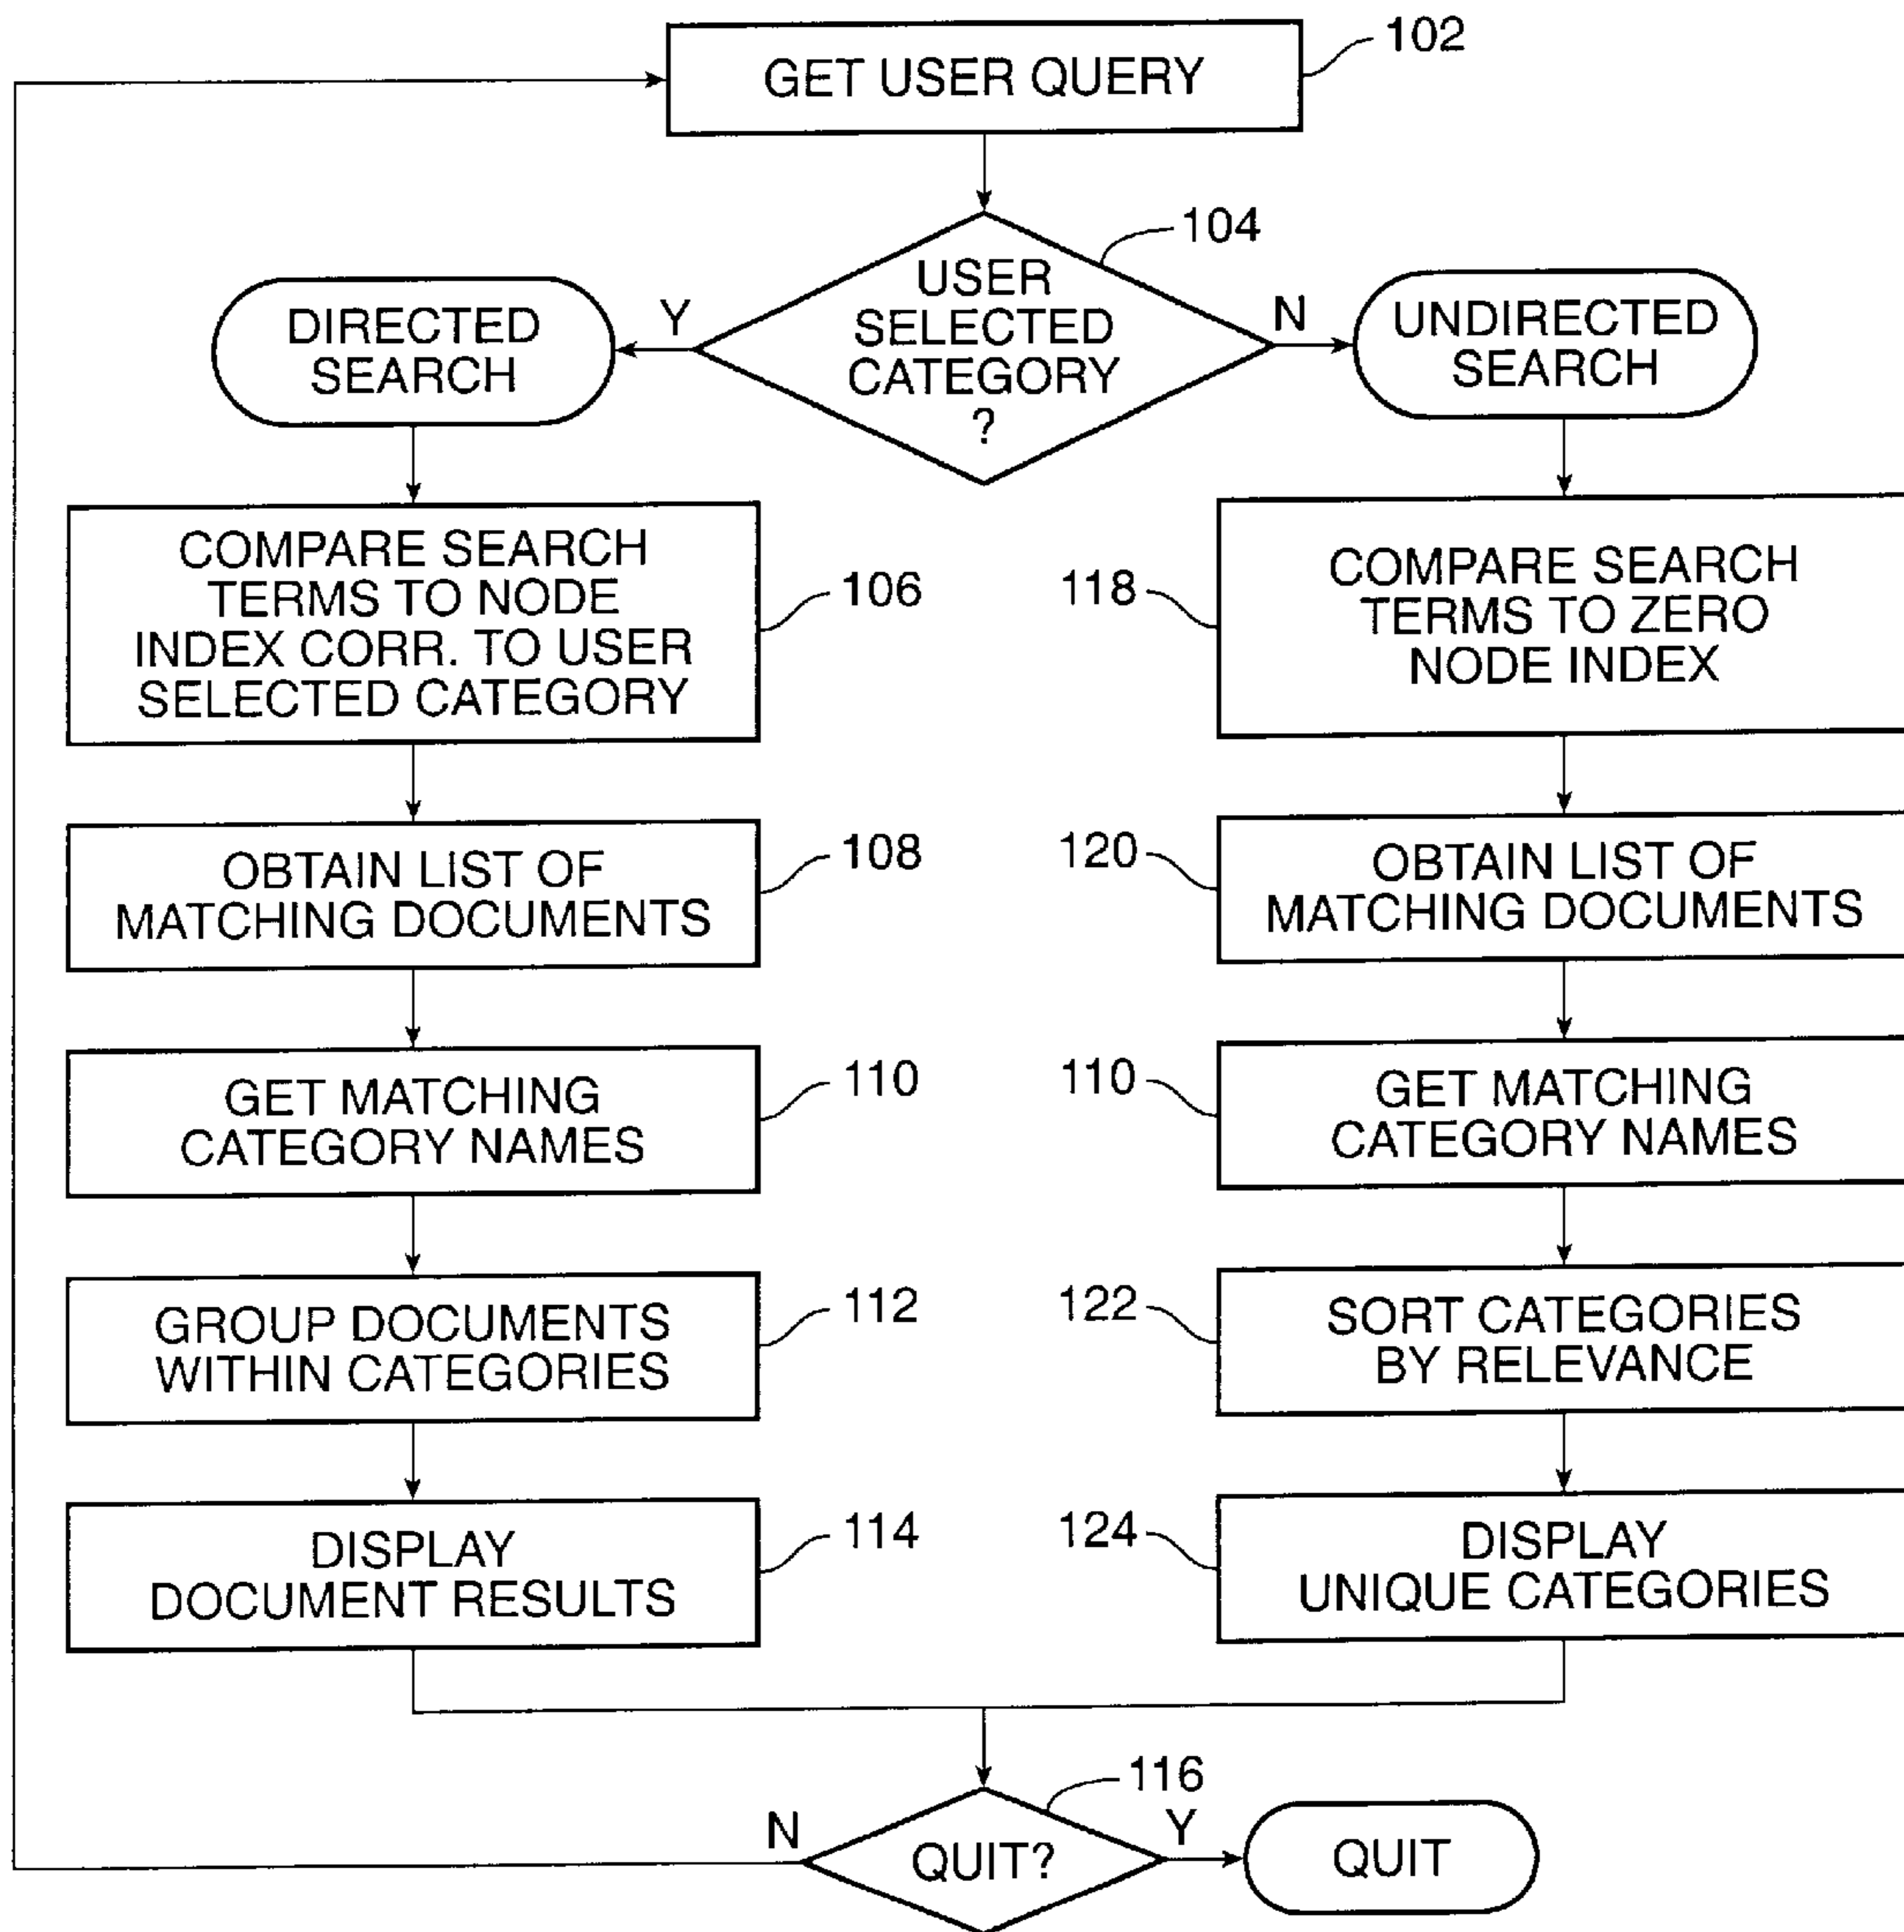 GET USER QUERY
102
104
USER
SELECTED
CATEGORY
?
Y
N
DIRECTED
SEARCH
UNDIRECTED
SEARCH
COMPARE SEARCH
TERMS TO NODE
INDEX CORR. TO USER
SELECTED CATEGORY
106
118
COMPARE SEARCH
TERMS TO ZERO
NODE INDEX
OBTAIN LIST OF
MATCHING DOCUMENTS
108
120
OBTAIN LIST OF
MATCHING DOCUMENTS
GET MATCHING
CATEGORY NAMES
110
110
GET MATCHING
CATEGORY NAMES
GROUP DOCUMENTS
WITHIN CATEGORIES
112
122
SORT CATEGORIES
BY RELEVANCE
DISPLAY
DOCUMENT RESULTS
114
124
DISPLAY
UNIQUE CATEGORIES
116
N
QUIT?
Y
QUIT